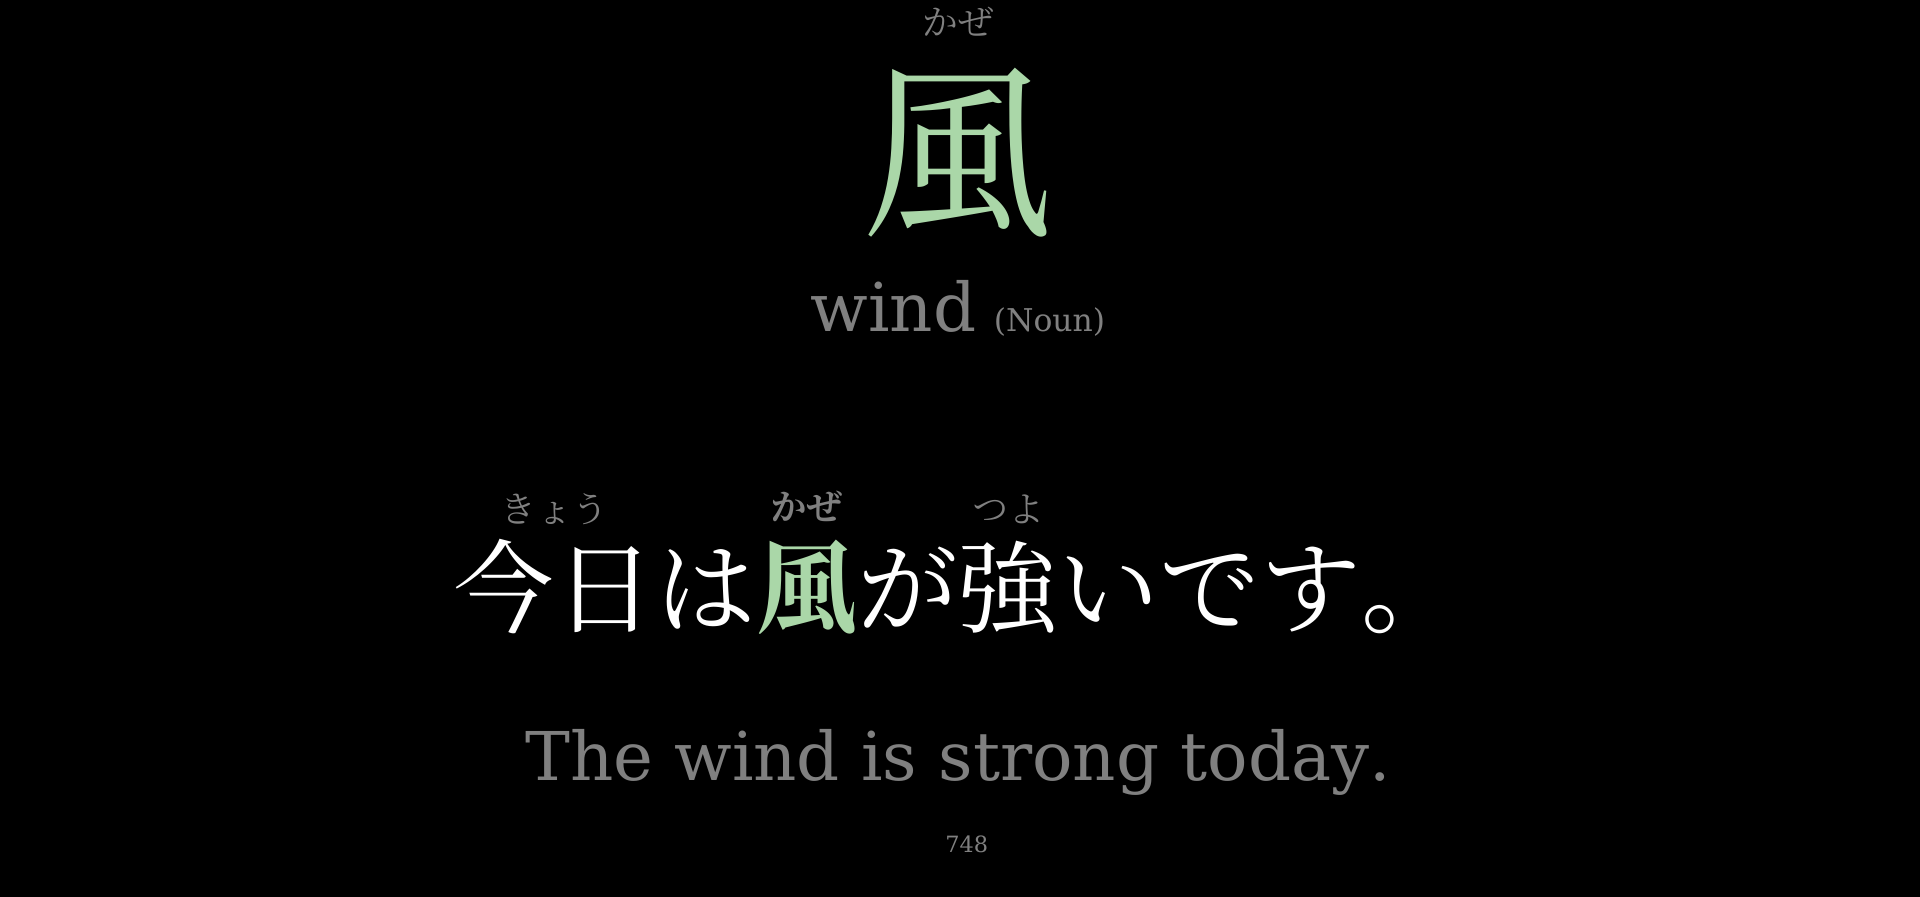 かぜ
風
wind (Noun)
きょう かぜ つよ
今日は風が強いです。
The wind is strong today.
748